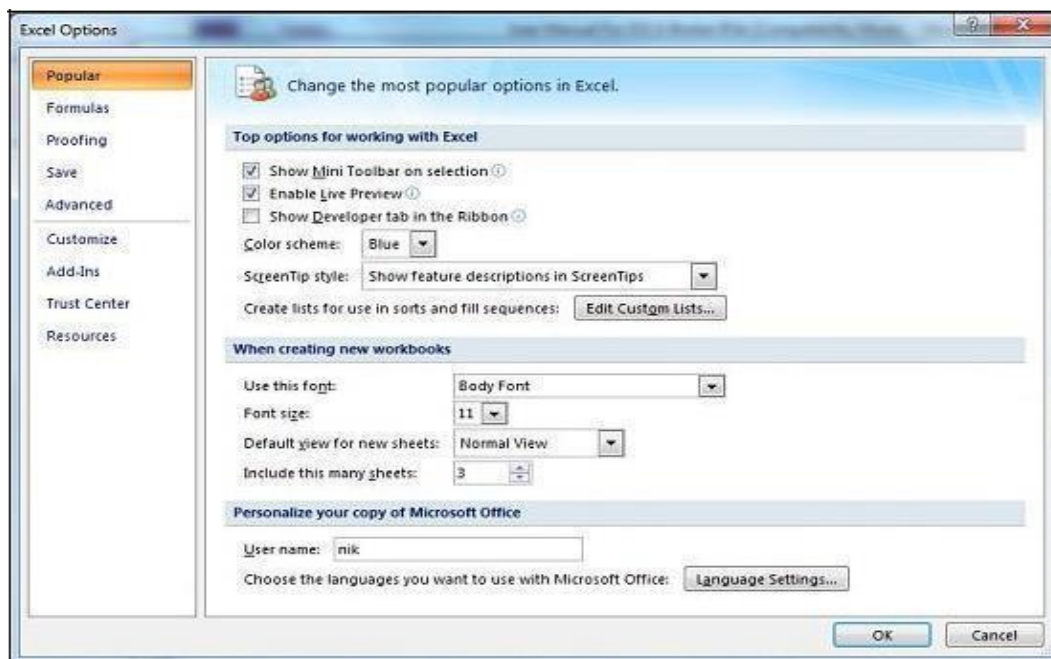 Excel Options
Popular
Formulas
Proofing
Save
Advanced
Customize
Add-Ins
Trust Center
Resources
Change the most popular options in Excel.
Top options for working with Excel
Show Mini Toolbar on selection
Enable Live Preview
Show Developer tab in the Ribbon
Color scheme: Blue
ScreenTip style: Show feature descriptions in ScreenTips
Create lists for use in sorts and fill sequences: Edit Custom Lists...
When creating new workbooks
Use this font: Body Font
Font size: 11
Default view for new sheets: Normal View
Include this many sheets: 3
Personalize your copy of Microsoft Office
User name: nik
Choose the languages you want to use with Microsoft Office: Language Settings...
OK Cancel